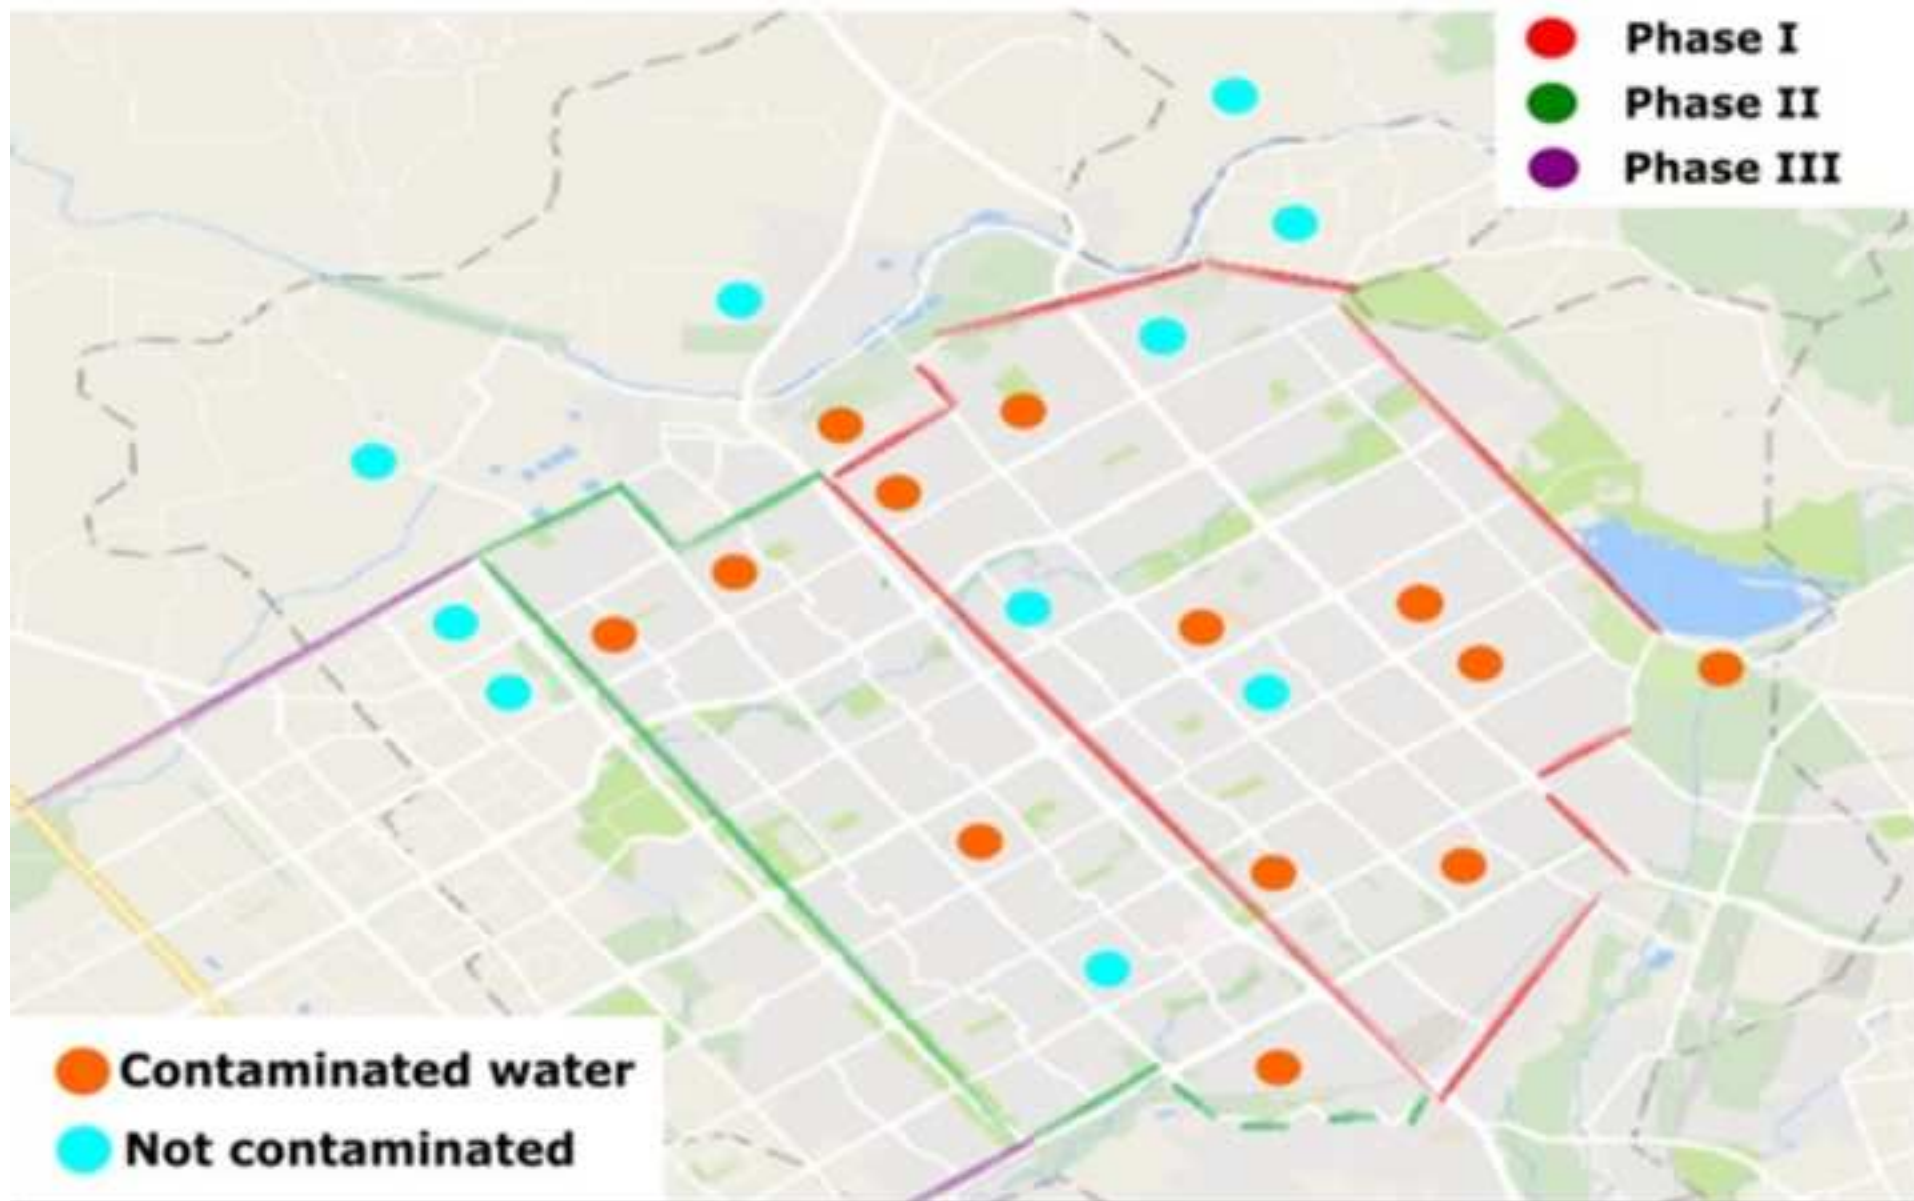 Phase I
Phase II
Phase III
Contaminated water
Not contaminated